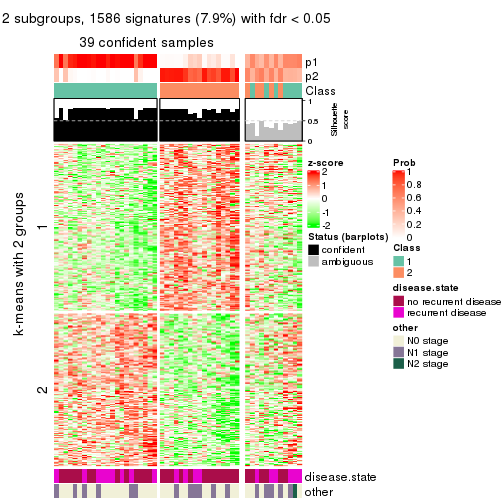 2 subgroups, 1586 signatures (7.9%) with fdr < 0.05
39 confident samples
p1
p2
Class
1
0.5
0
Silhouette
score
k-means with 2 groups
1
2
z-score
2
1
0
-1
-2
Status (barplots)
confident
ambiguous
Prob
1
0.8
0.6
0.4
0.2
0
Class
1
2
disease.state
no recurrent disease
recurrent disease
other
N0 stage
N1 stage
N2 stage
disease.state
other